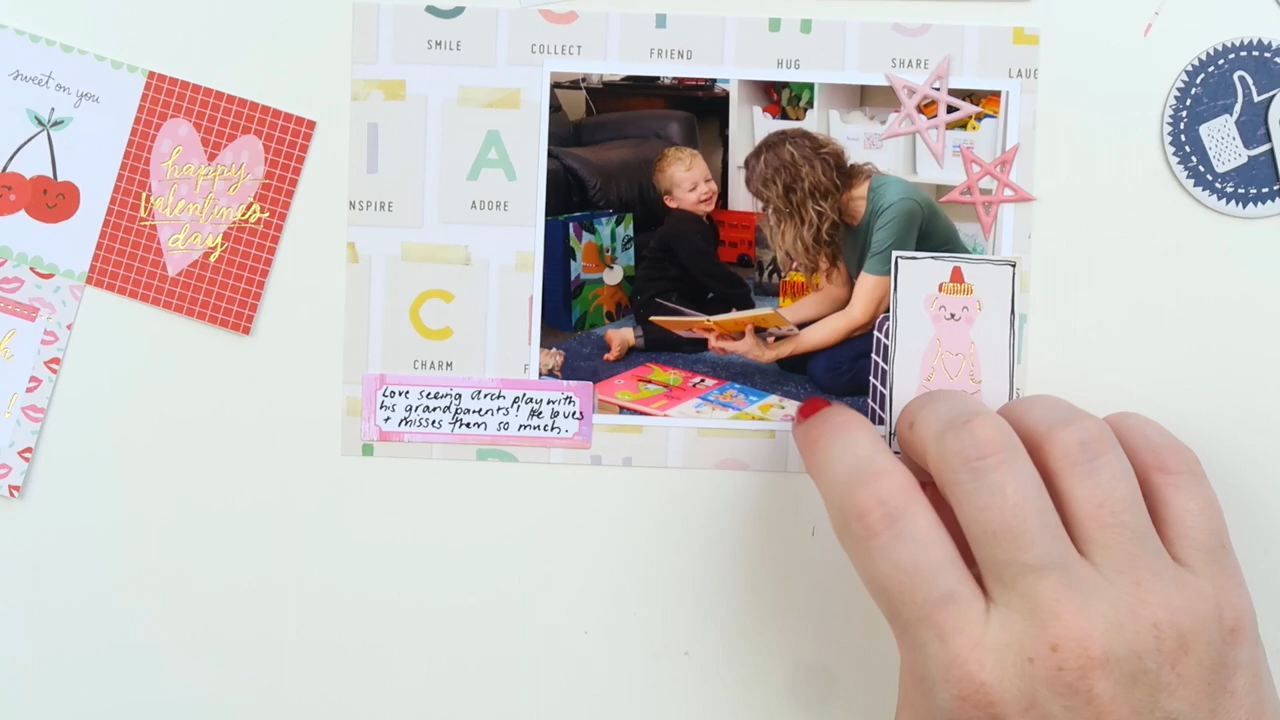 sweet on you
happy
valentine's
day
SMILE
COLLECT
FRIEND
HUG
SHARE
LAUG
I
A
NSPIRE
ADORE
C
CHARM
F
Love seeing Arch play with
his grandparents! He loves
+ misses them so much.